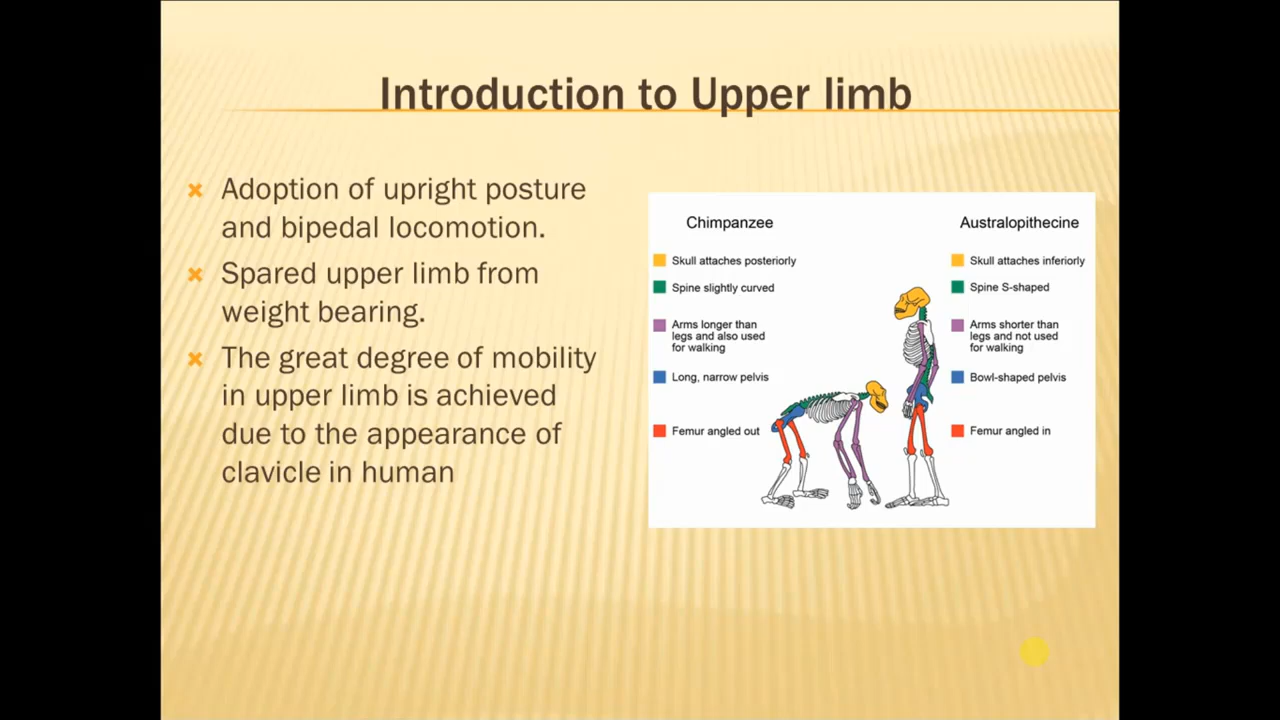 Introduction to Upper limb
Adoption of upright posture
and bipedal locomotion.
Spared upper limb from
weight bearing.
The great degree of mobility
in upper limb is achieved
due to the appearance of
clavicle in human
Chimpanzee
Skull attaches posteriorly
Spine slightly curved
Arms longer than
legs and also used
for walking
Long, narrow pelvis
Femur angled out
Australopithecine
Skull attaches inferiorly
Spine S-shaped
Arms shorter than
legs and not used
for walking
Bowl-shaped pelvis
Femur angled in